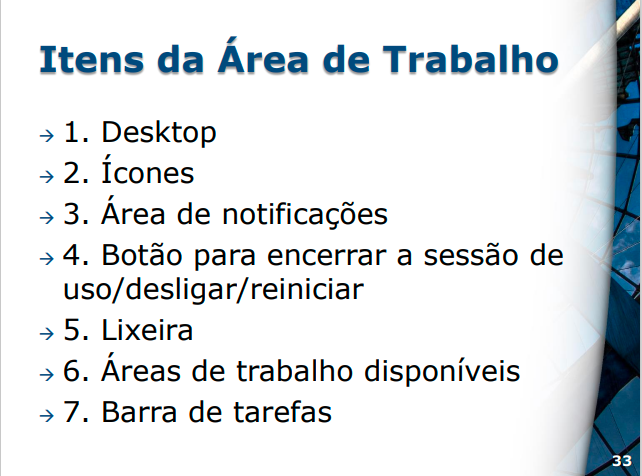 Itens da Área de Trabalho
→ 1. Desktop
→ 2. Ícones
→ 3. Área de notificações
→ 4. Botão para encerrar a sessão de
uso/desligar/reiniciar
→ 5. Lixeira
→ 6. Áreas de trabalho disponíveis
→ 7. Barra de tarefas
33